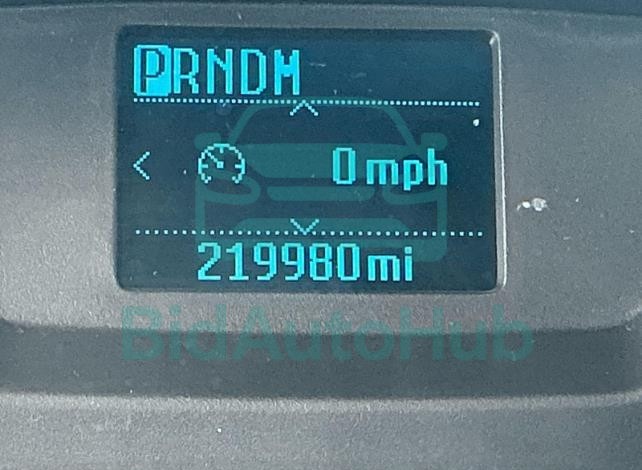 PRNDM
0 mph
219980 mi
BidAutoHub